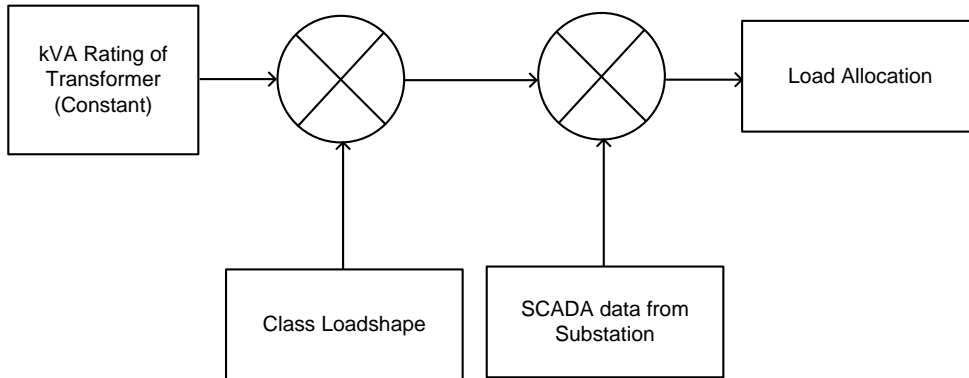 kVA Rating of
Transformer
(Constant)
Load Allocation
Class Loadshape
SCADA data from
Substation